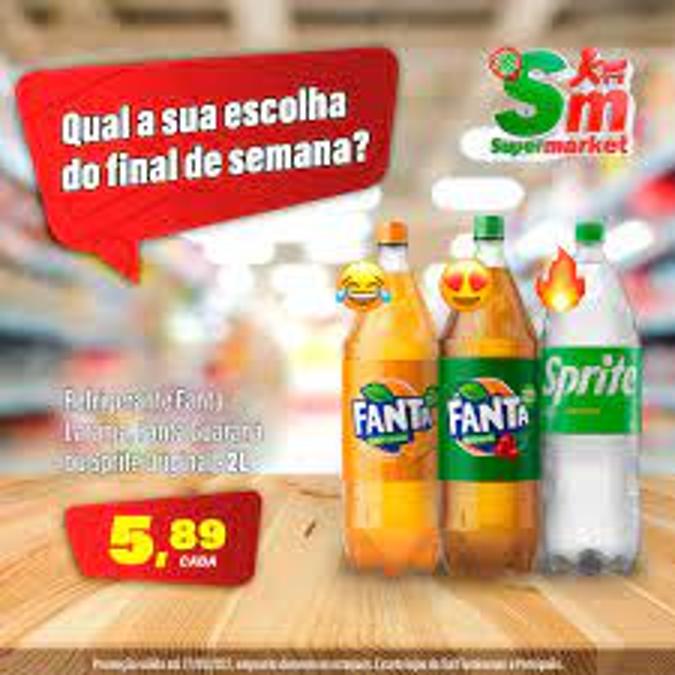 Qual a sua escolha
do final de semana?
S m
Supermarket
FANTA
FANTA
Sprite
Refrigerante Fanta
Laranja, Fanta Guaraná
ou Sprite Original - 2L
5,89
CADA